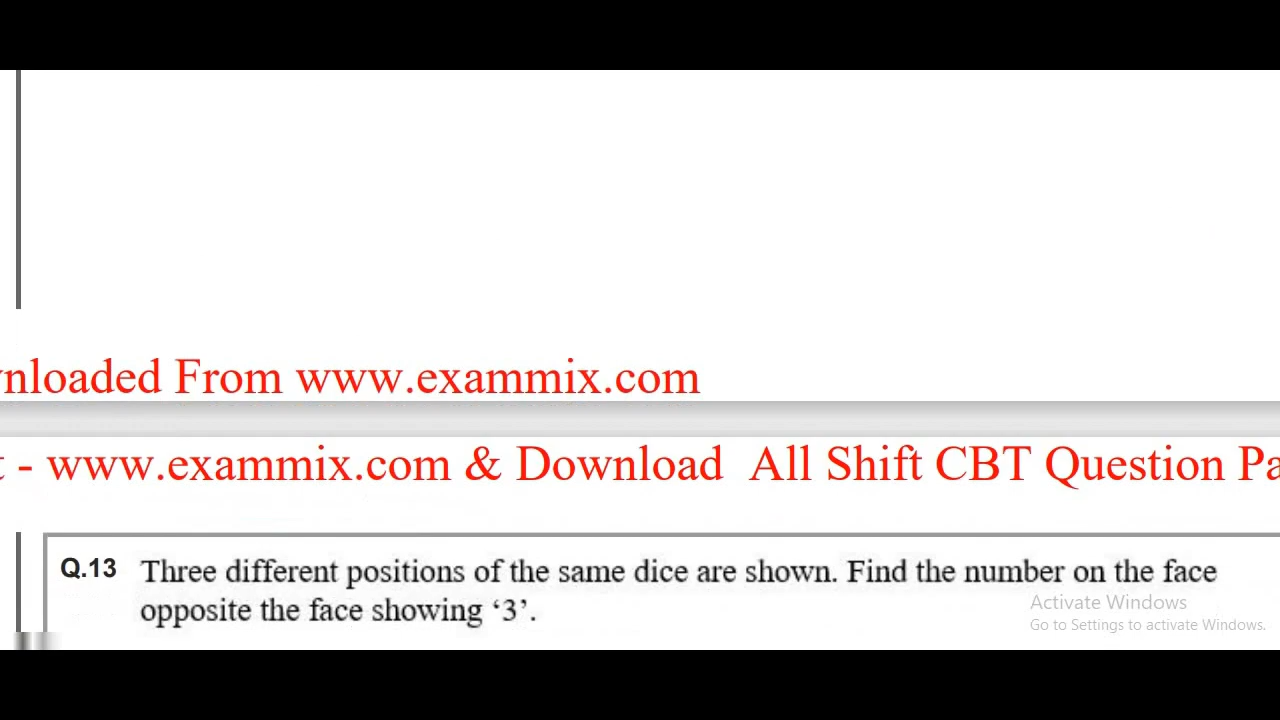 wnloaded From www.exammix.com
t - www.exammix.com & Download All Shift CBT Question Pa
Q.13 Three different positions of the same dice are shown. Find the number on the face
opposite the face showing ‘3’.
Activate Windows
Go to Settings to activate Windows.